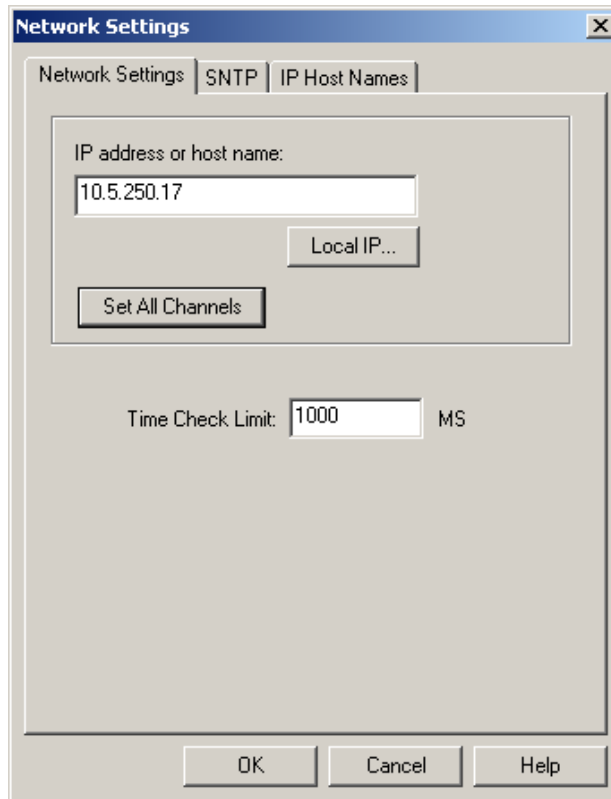 Network Settings
Network Settings SNTP IP Host Names
IP address or host name:
10.5.250.17
Local IP...
Set All Channels
Time Check Limit: 1000 MS
OK Cancel Help